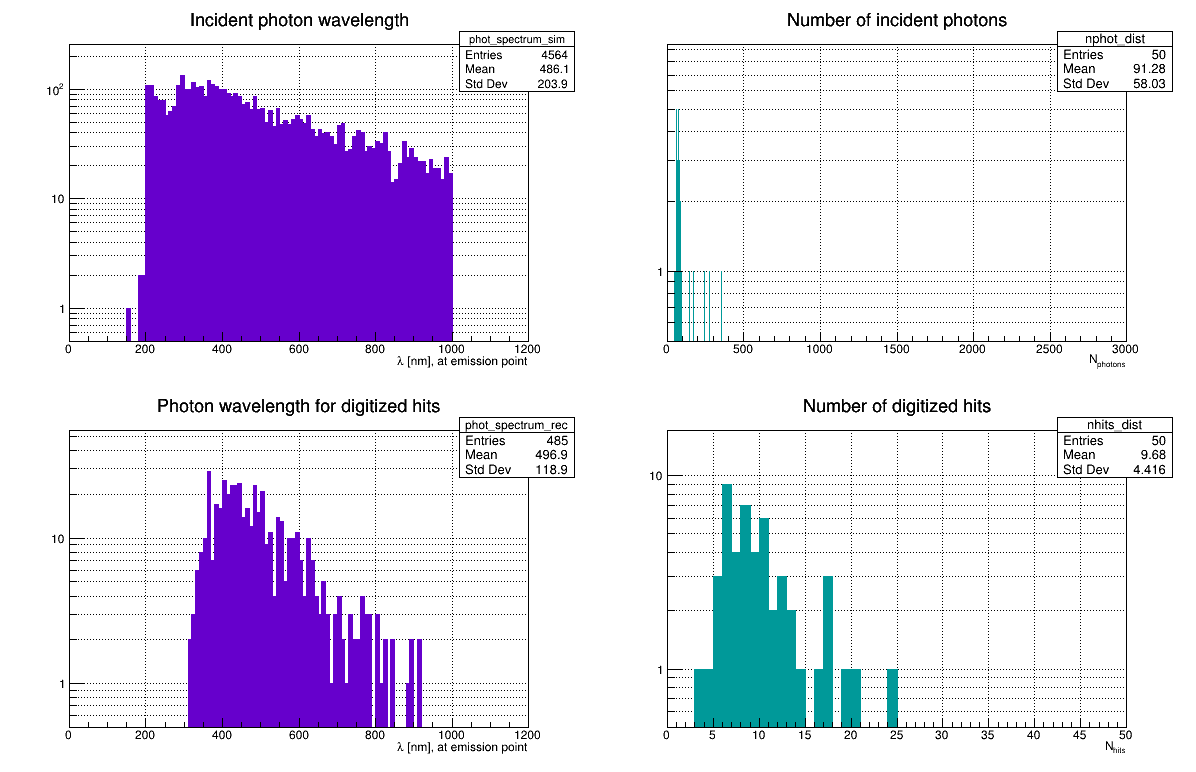 Incident photon wavelength
phot_spectrum_sim
Entries 4564
Mean 486.1
Std Dev 203.9
10²
10
1
0 200 400 600 800 1000 1200
λ [nm], at emission point
Number of incident photons
nphot_dist
Entries 50
Mean 91.28
Std Dev 58.03
1
0 500 1000 1500 2000 2500 3000
Nphotons
Photon wavelength for digitized hits
phot_spectrum_rec
Entries 485
Mean 496.9
Std Dev 118.9
10
1
0 200 400 600 800 1000 1200
λ [nm], at emission point
Number of digitized hits
nhits_dist
Entries 50
Mean 9.68
Std Dev 4.416
10
1
0 5 10 15 20 25 30 35 40 45 50
Nhits